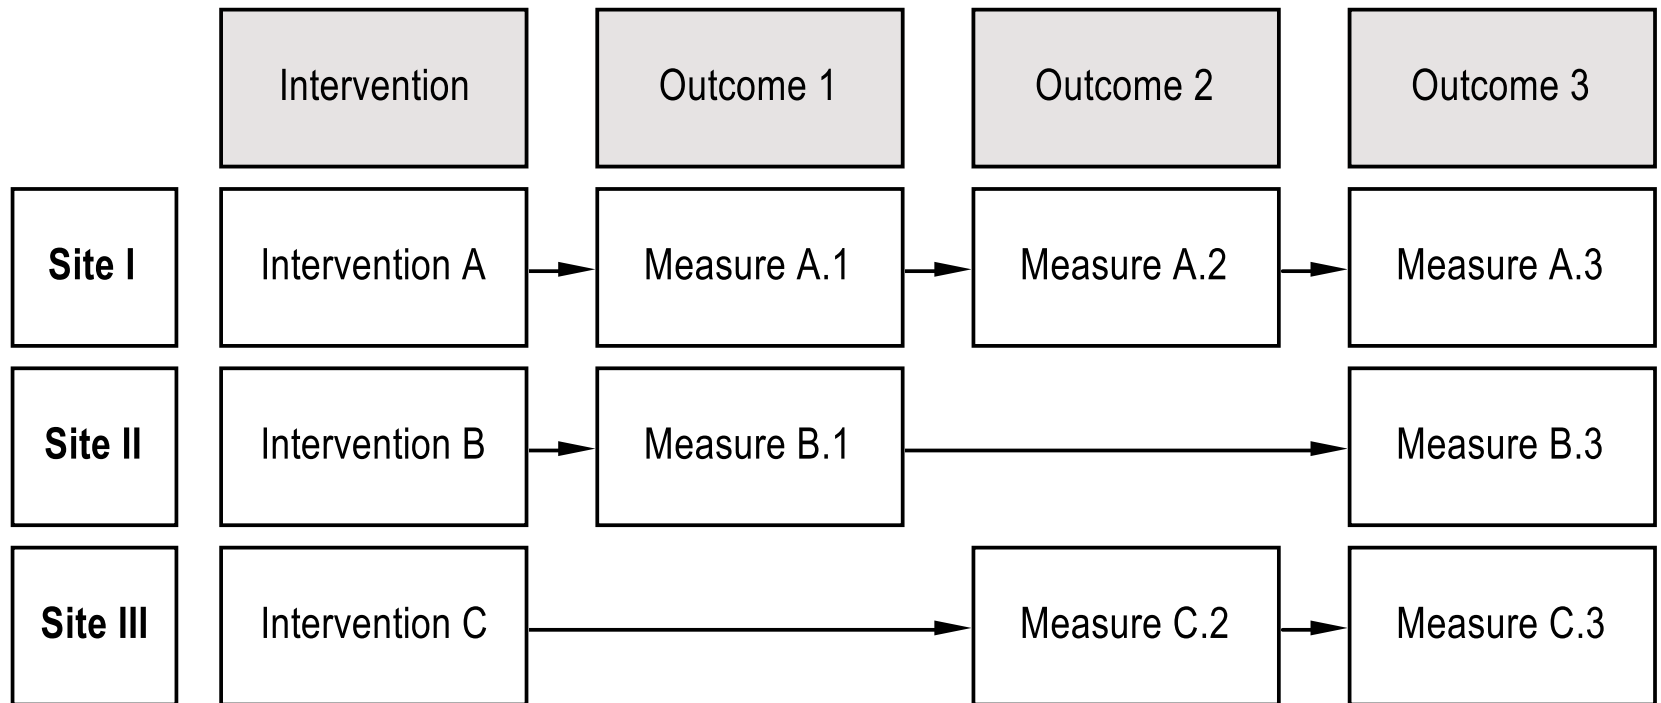 Intervention
Outcome 1
Outcome 2
Outcome 3
Site I
Intervention A
Measure A.1
Measure A.2
Measure A.3
Site II
Intervention B
Measure B.1
Measure B.3
Site III
Intervention C
Measure C.2
Measure C.3